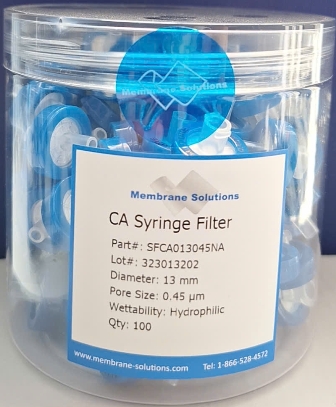 Membrane Solutions
Membrane Solutions
CA Syringe Filter
Part#: SFCA013045NA
Lot#: 323013202
Diameter: 13 mm
Pore Size: 0.45 µm
Wettability: Hydrophilic
Qty: 100
www.membrane-solutions.com Tel: 1-866-528-4572